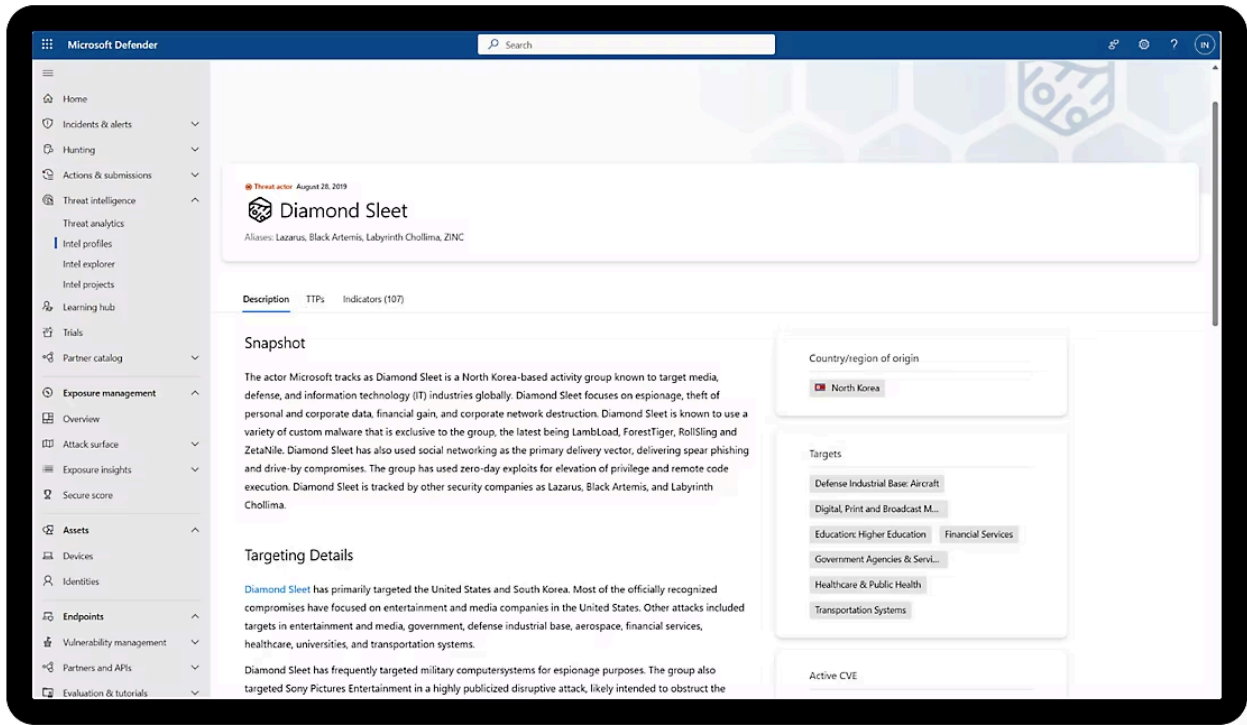 Microsoft Defender
Search
IN
Home
Incidents & alerts
Hunting
Actions & submissions
Threat intelligence
Threat analytics
Intel profiles
Intel explorer
Intel projects
Learning hub
Trials
Partner catalog
Exposure management
Overview
Attack surface
Exposure insights
Secure score
Assets
Devices
Identities
Endpoints
Vulnerability management
Partners and APIs
Evaluation & tutorials
Threat actor August 28, 2019
Diamond Sleet
Aliases: Lazarus, Black Artemis, Labyrinth Chollima, ZINC
Description TTPs Indicators (107)
Snapshot
The actor Microsoft tracks as Diamond Sleet is a North Korea-based activity group known to target media,
defense, and information technology (IT) industries globally. Diamond Sleet focuses on espionage, theft of
personal and corporate data, financial gain, and corporate network destruction. Diamond Sleet is known to use a
variety of custom malware that is exclusive to the group, the latest being LambLoad, ForestTiger, RollSling and
ZetaNile. Diamond Sleet has also used social networking as the primary delivery vector, delivering spear phishing
and drive-by compromises. The group has used zero-day exploits for elevation of privilege and remote code
execution. Diamond Sleet is tracked by other security companies as Lazarus, Black Artemis, and Labyrinth
Chollima.
Targeting Details
Diamond Sleet has primarily targeted the United States and South Korea. Most of the officially recognized
compromises have focused on entertainment and media companies in the United States. Other attacks included
targets in entertainment and media, government, defense industrial base, aerospace, financial services,
healthcare, universities, and transportation systems.
Diamond Sleet has frequently targeted military computersystems for espionage purposes. The group also
targeted Sony Pictures Entertainment in a highly publicized disruptive attack, likely intended to obstruct the
Country/region of origin
North Korea
Targets
Defense Industrial Base: Aircraft
Digital, Print and Broadcast M...
Education: Higher Education Financial Services
Government Agencies & Servi...
Healthcare & Public Health
Transportation Systems
Active CVE